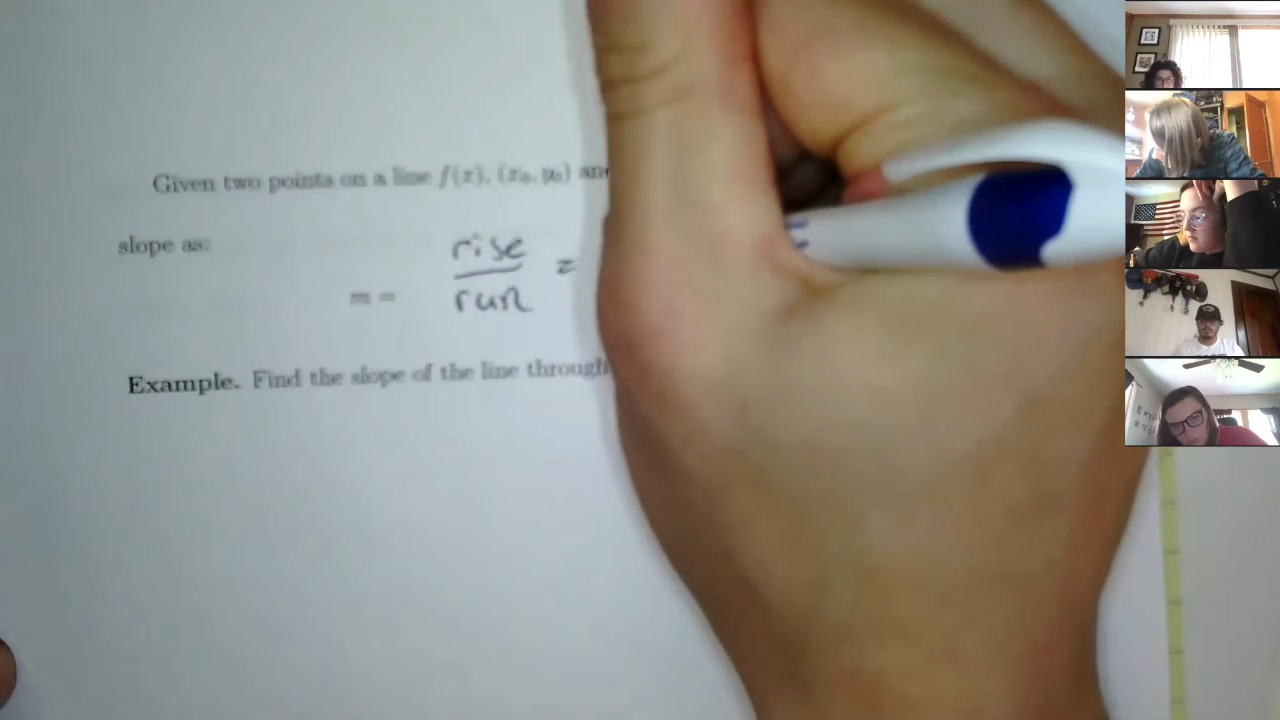 Given two points on a line f(x), (x₀, y₀) and
slope as:
m = rise / run =
Example. Find the slope of the line through